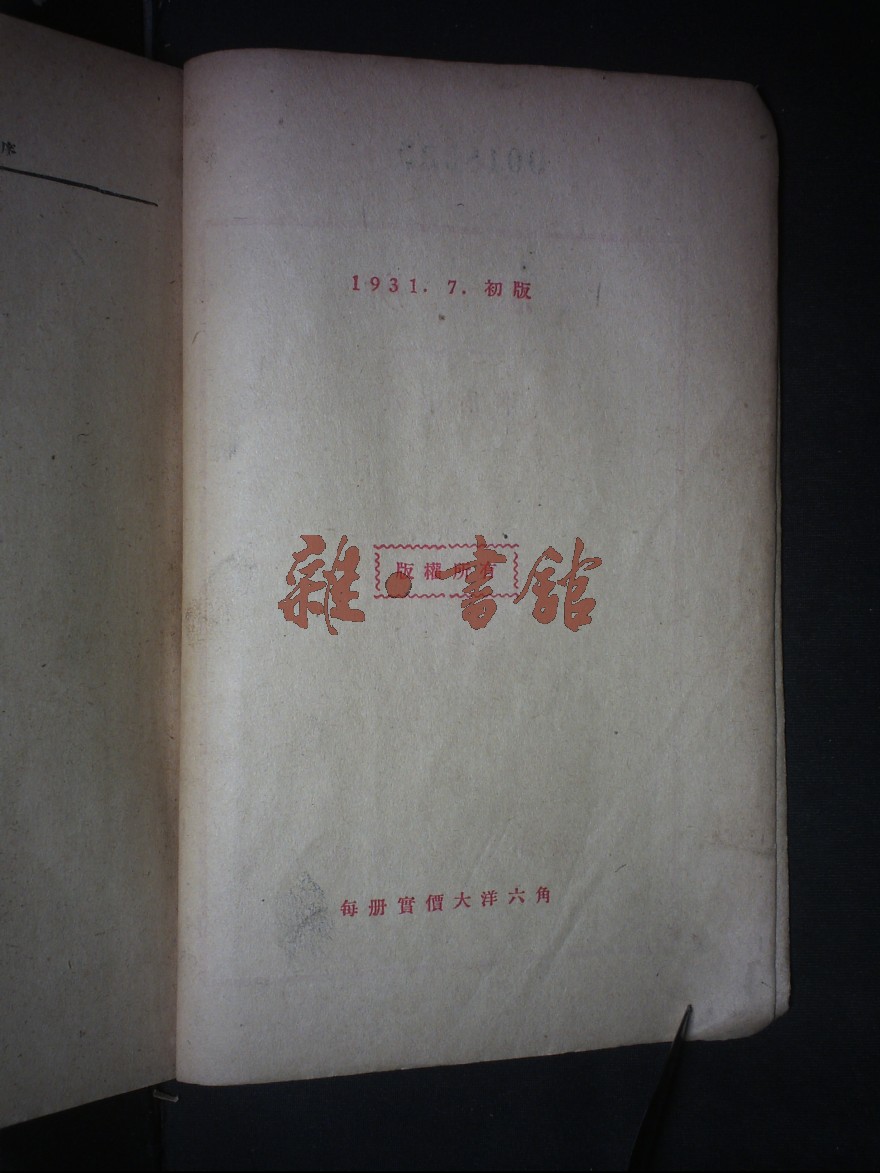 序
1931. 7. 初版
版權所有
雜·書館
每册實價大洋六角